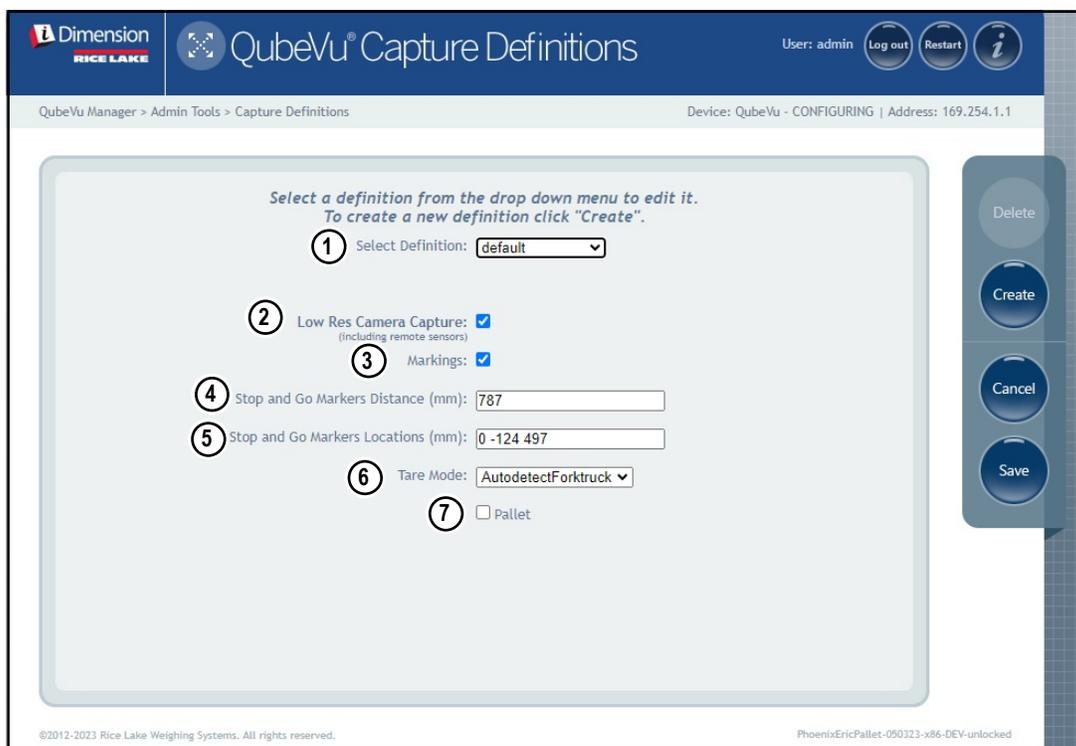 iDimension
RICE LAKE
QubeVu® Capture Definitions
User: admin
Log out
Restart
i
QubeVu Manager > Admin Tools > Capture Definitions
Device: QubeVu - CONFIGURING | Address: 169.254.1.1
Select a definition from the drop down menu to edit it.
To create a new definition click "Create".
1 Select Definition: default
2 Low Res Camera Capture:
(including remote sensors)
3 Markings:
4 Stop and Go Markers Distance (mm): 787
5 Stop and Go Markers Locations (mm): 0 -124 497
6 Tare Mode: AutodetectForktruck
7 Pallet
Delete
Create
Cancel
Save
©2012-2023 Rice Lake Weighing Systems. All rights reserved.
PhoenixEricPallet-050323-x86-DEV-unlocked